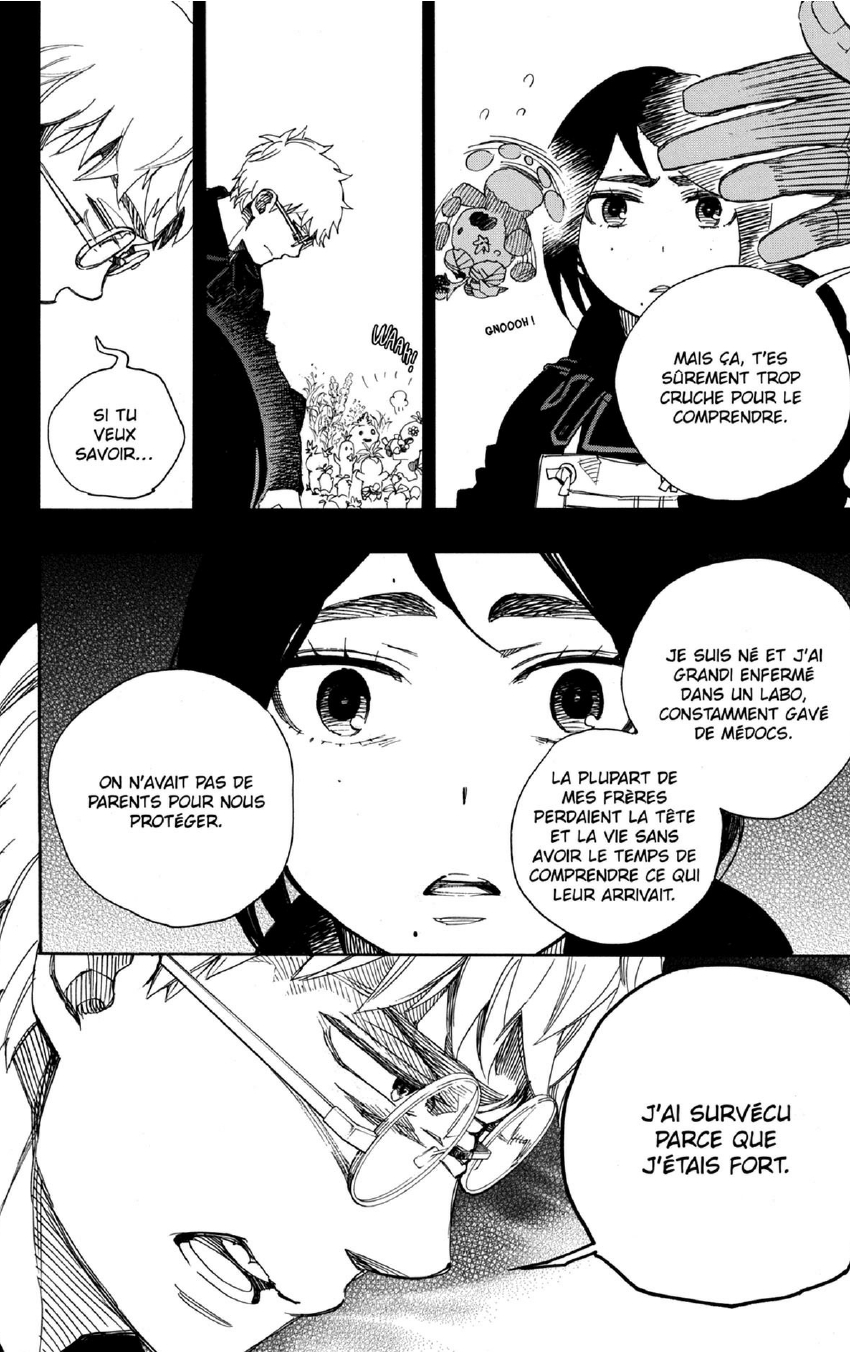 MAIS ÇA, T'ES
SÛREMENT TROP
CRUCHE POUR LE
COMPRENDRE.
GNOOOH !
WAAH!
SI TU
VEUX
SAVOIR...
JE SUIS NÉ ET J'AI
GRANDI ENFERMÉ
DANS UN LABO,
CONSTAMMENT GAVÉ
DE MÉDOCS.
LA PLUPART DE
MES FRÈRES
PERDAIENT LA TÊTE
ET LA VIE SANS
AVOIR LE TEMPS DE
COMPRENDRE CE QUI
LEUR ARRIVAIT.
ON N'AVAIT PAS DE
PARENTS POUR NOUS
PROTÉGER.
J'AI SURVÉCU
PARCE QUE
J'ÉTAIS FORT.